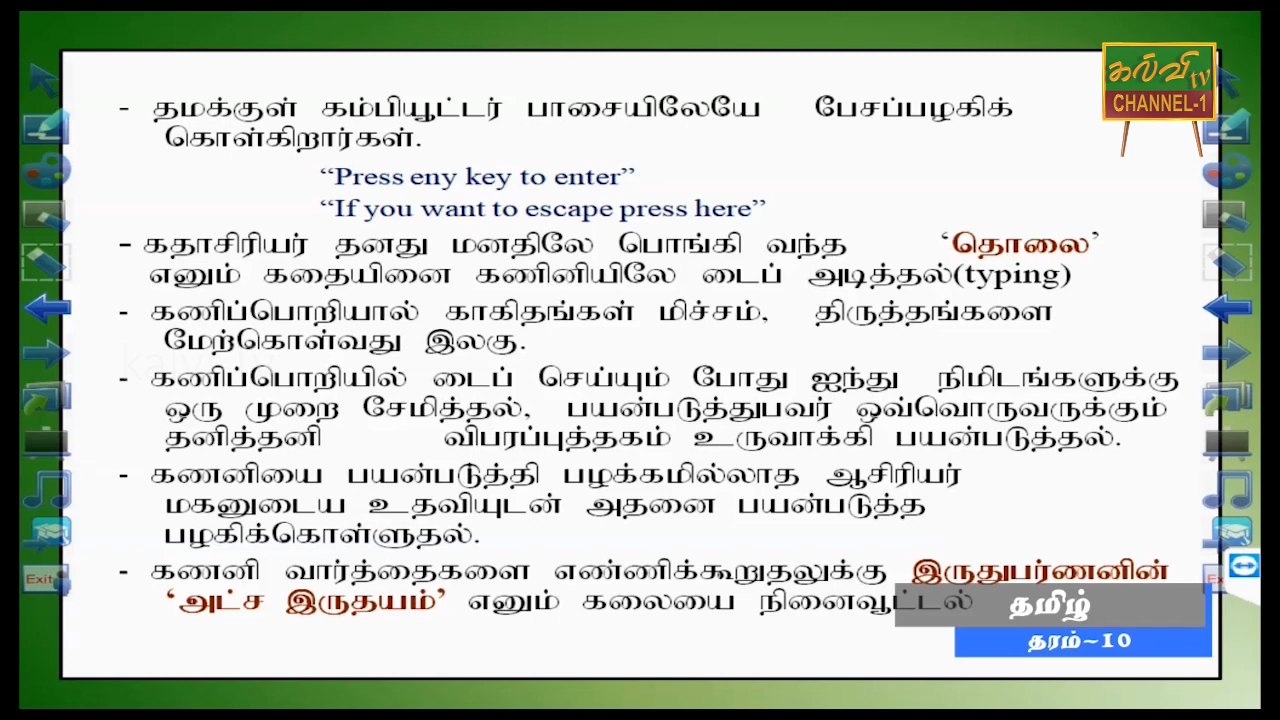 கல்வி tv
CHANNEL-1
- தமக்குள் கம்பியூட்டர் பாசையிலேயே பேசப்பழகிக்
கொள்கிறார்கள்.
“Press eny key to enter”
“If you want to escape press here”
- கதாசிரியர் தனது மனதிலே பொங்கி வந்த ‘தொலை’
எனும் கதையினை கணினியிலே டைப் அடித்தல்(typing)
- கணிப்பொறியால் காகிதங்கள் மிச்சம், திருத்தங்களை
மேற்கொள்வது இலகு.
- கணிப்பொறியில் டைப் செய்யும் போது ஐந்து நிமிடங்களுக்கு
ஒரு முறை சேமித்தல், பயன்படுத்துபவர் ஒவ்வொருவருக்கும்
தனித்தனி விபரப்புத்தகம் உருவாக்கி பயன்படுத்தல்.
- கணனியை பயன்படுத்தி பழக்கமில்லாத ஆசிரியர்
மகனுடைய உதவியுடன் அதனை பயன்படுத்த
பழகிக்கொள்ளுதல்.
- கணனி வார்த்தைகளை எண்ணிக்கூறுதலுக்கு இருதுபர்ணனின்
‘அட்ச இருதயம்’ எனும் கலையை நினைவூட்டல்
தமிழ்
தரம்-10
Exit
Ex